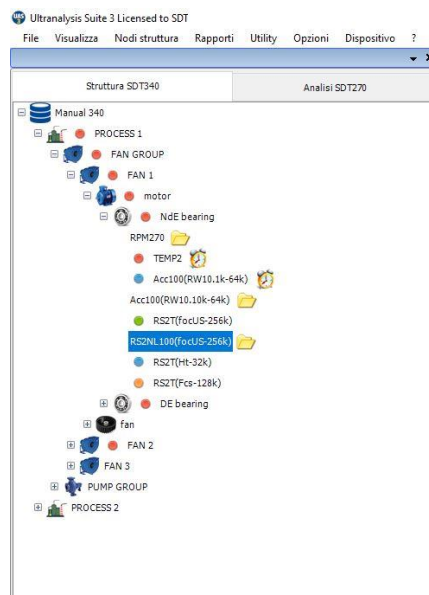 Ultranalysis Suite 3 Licensed to SDT
File Visualizza Nodi struttura Rapporti Utility Opzioni Dispositivo ?
Struttura SDT340 Analisi SDT270
Manual 340
PROCESS 1
FAN GROUP
FAN 1
motor
NdE bearing
RPM270
TEMP2
Acc100(RW10.1k-64k)
Acc100(RW10.10k-64k)
RS2T(focUS-256k)
RS2NL100(focUS-256k)
RS2T(Ht-32k)
RS2T(Fcs-128k)
DE bearing
fan
FAN 2
FAN 3
PUMP GROUP
PROCESS 2